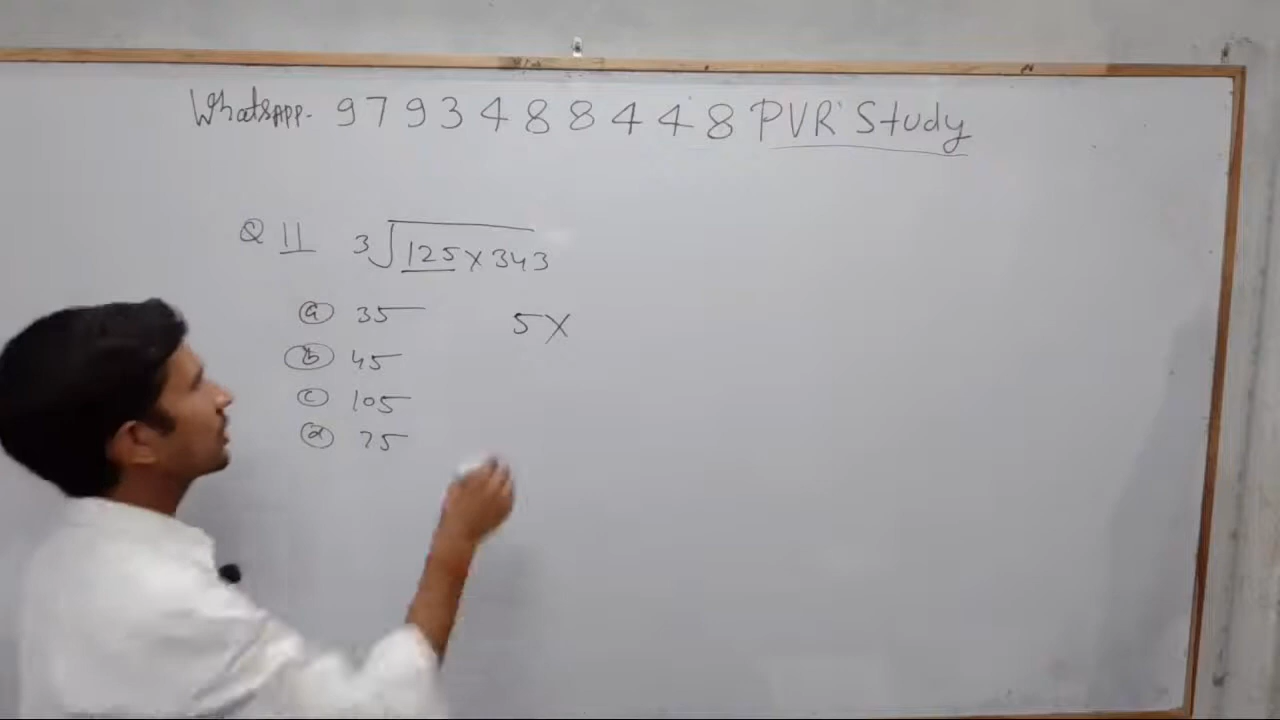 WhatsAPP. 9793488448 PVR Study
Q 11 3√125×343
(a) 35
(b) 45
(c) 105
(d) 75
5×